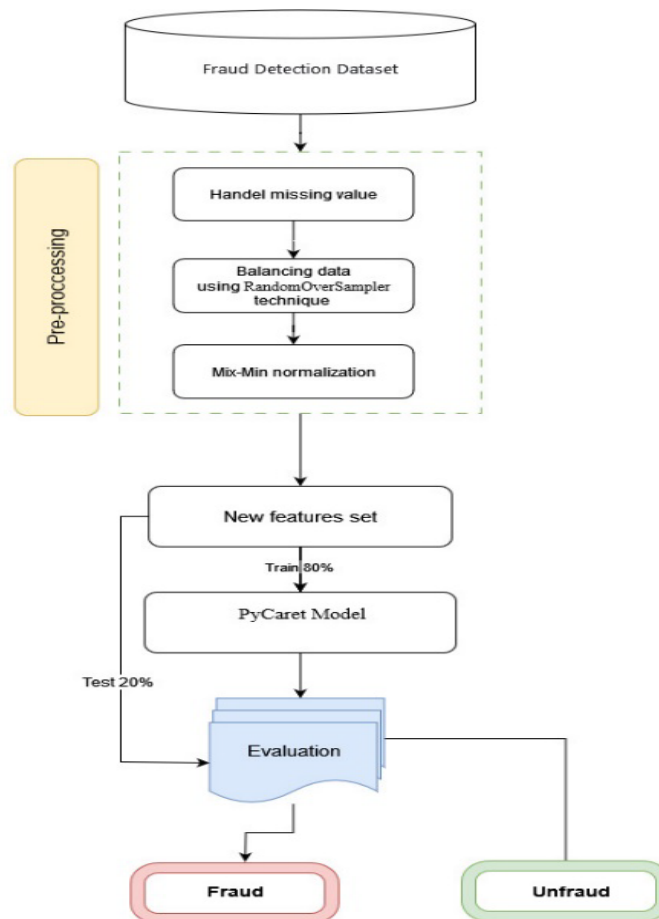 Fraud Detection Dataset
Pre-proccessing
Handel missing value
Balancing data
using RandomOverSampler
technique
Mix-Min normalization
New features set
Train 80%
PyCaret Model
Test 20%
Evaluation
Fraud
Unfraud